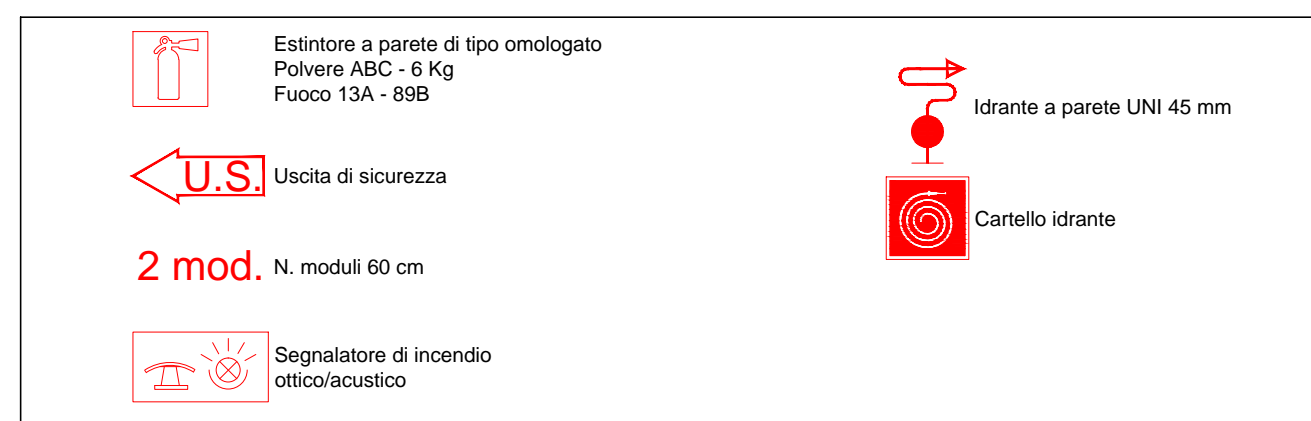 Estintore a parete di tipo omologato
Polvere ABC - 6 Kg
Fuoco 13A - 89B
U.S. Uscita di sicurezza
2 mod. N. moduli 60 cm
Segnalatore di incendio
ottico/acustico
Idrante a parete UNI 45 mm
Cartello idrante